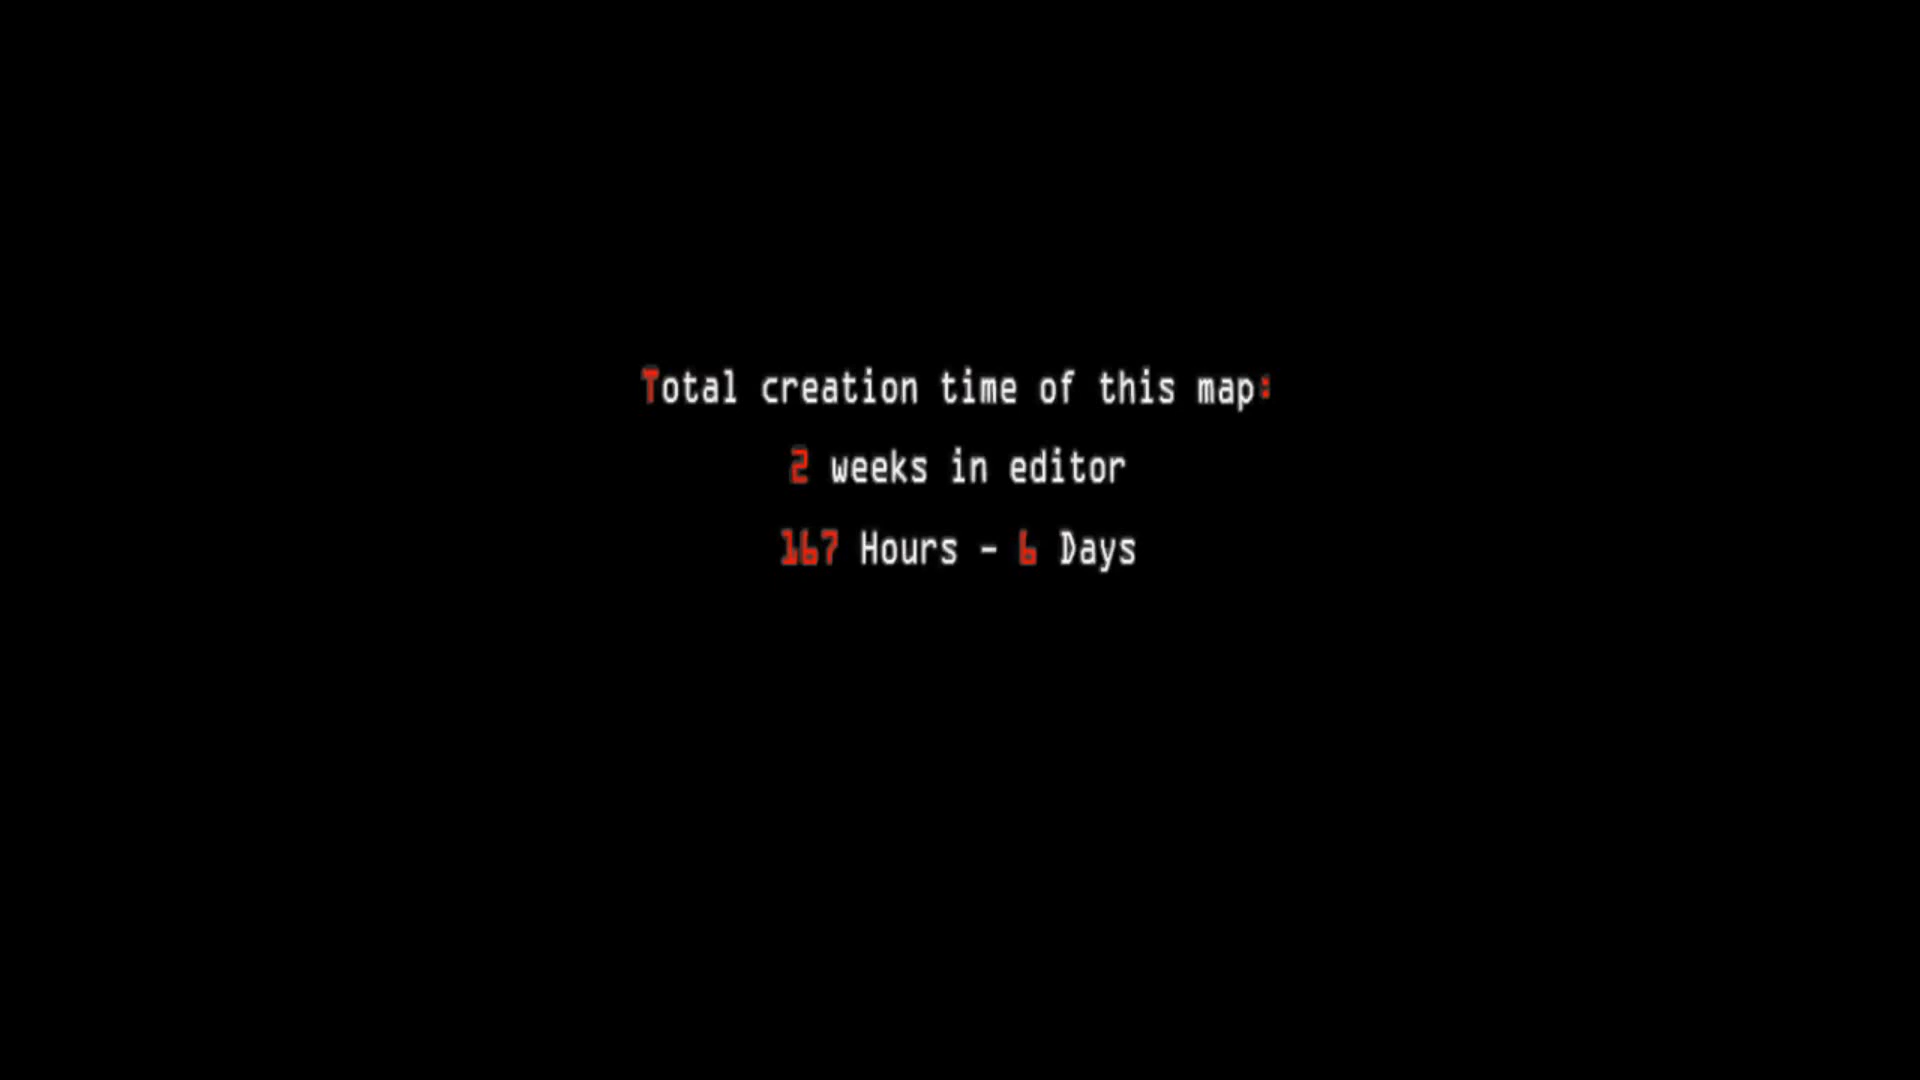 Total creation time of this map:
2 weeks in editor
167 Hours - 6 Days